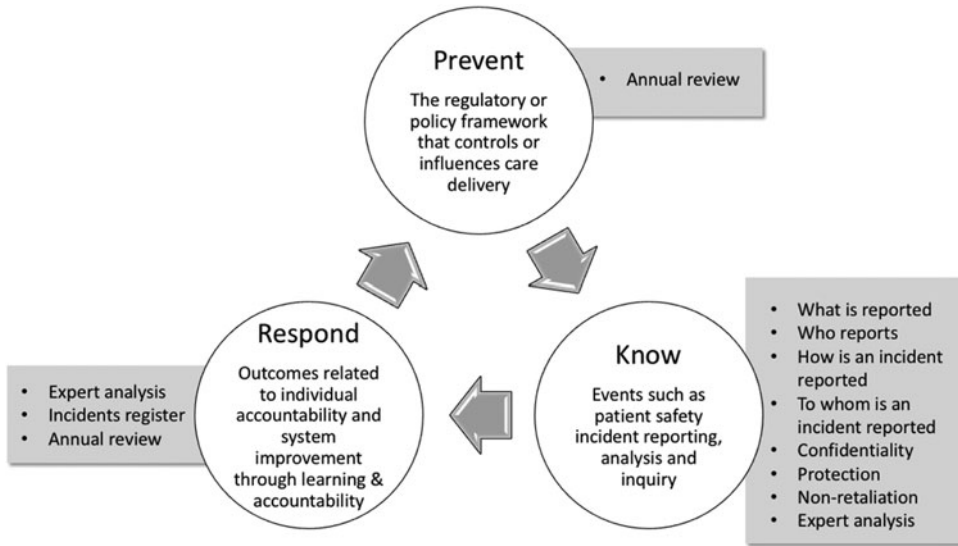 Prevent
The regulatory or
policy framework
that controls or
influences care
delivery
• Annual review
Know
Events such as
patient safety
incident reporting,
analysis and
inquiry
• What is reported
• Who reports
• How is an incident
reported
• To whom is an
incident reported
• Confidentiality
• Protection
• Non-retaliation
• Expert analysis
Respond
Outcomes related
to individual
accountability and
system
improvement
through learning &
accountability
• Expert analysis
• Incidents register
• Annual review